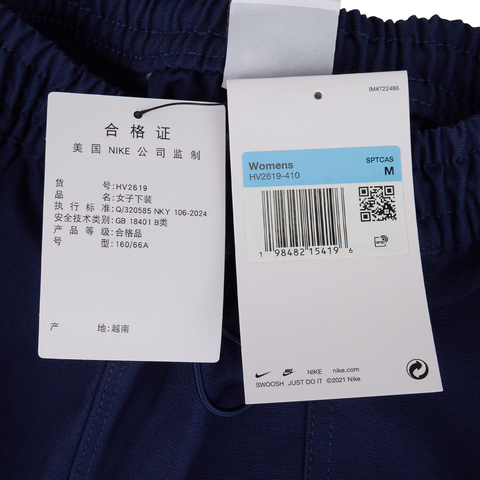 合格证
美国 NIKE 公司监制
货 号: HV2619
品 名: 女子下装
执行标准: Q/320585 NKY 106-2024
安全技术类别: GB 18401 B类
产品等级: 合格品
号 型: 160/66A
产 地: 越南
IM#722486
Womens
HV2619-410
SPTCAS
M
1 98482 15419 6
NIKE nike.com
SWOOSH JUST DO IT ©2021 Nike